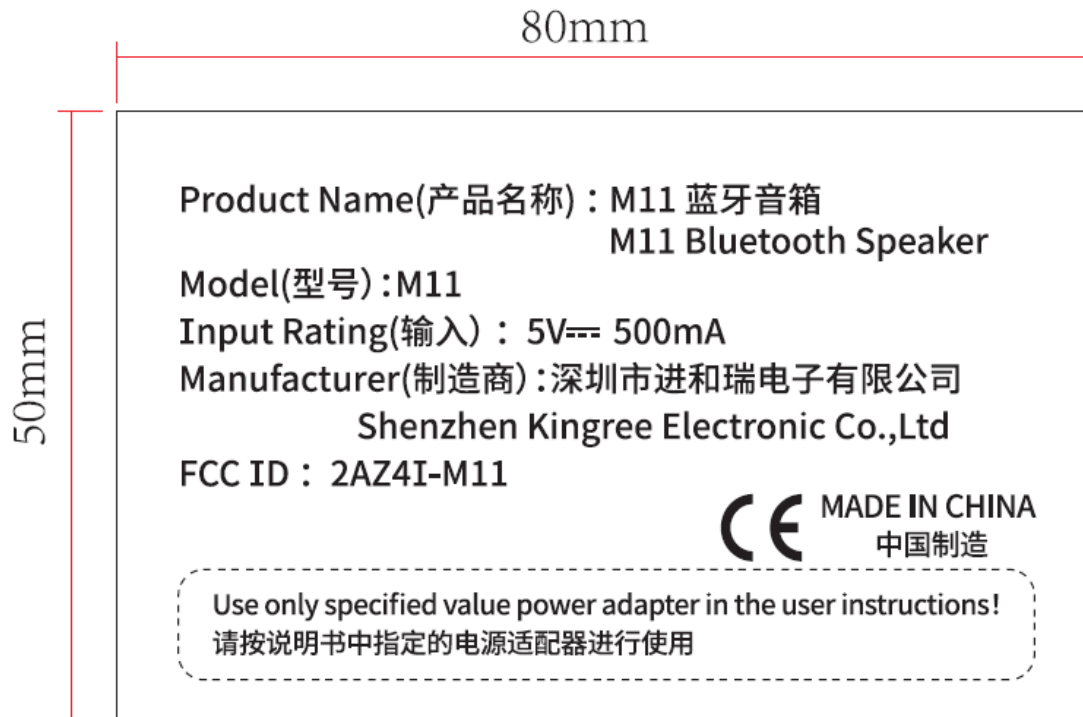 80mm
50mm
Product Name(产品名称)：M11 蓝牙音箱
M11 Bluetooth Speaker
Model(型号)：M11
Input Rating(输入)： 5V⎓ 500mA
Manufacturer(制造商)：深圳市进和瑞电子有限公司
Shenzhen Kingree Electronic Co.,Ltd
FCC ID： 2AZ4I-M11
CE MADE IN CHINA
中国制造
Use only specified value power adapter in the user instructions!
请按说明书中指定的电源适配器进行使用